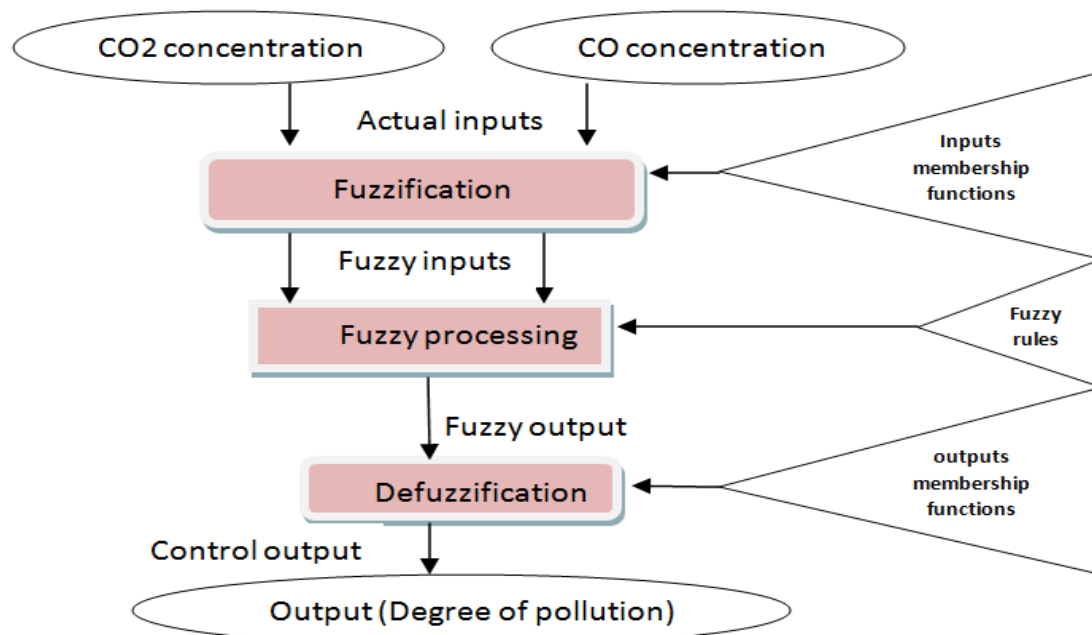 CO2 concentration
CO concentration
Actual inputs
Inputs
membership
functions
Fuzzification
Fuzzy inputs
Fuzzy processing
Fuzzy
rules
Fuzzy output
outputs
membership
functions
Defuzzification
Control output
Output (Degree of pollution)